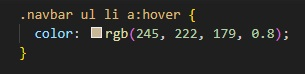 .navbar ul li a:hover {
  color: rgb(245, 222, 179, 0.8);
}